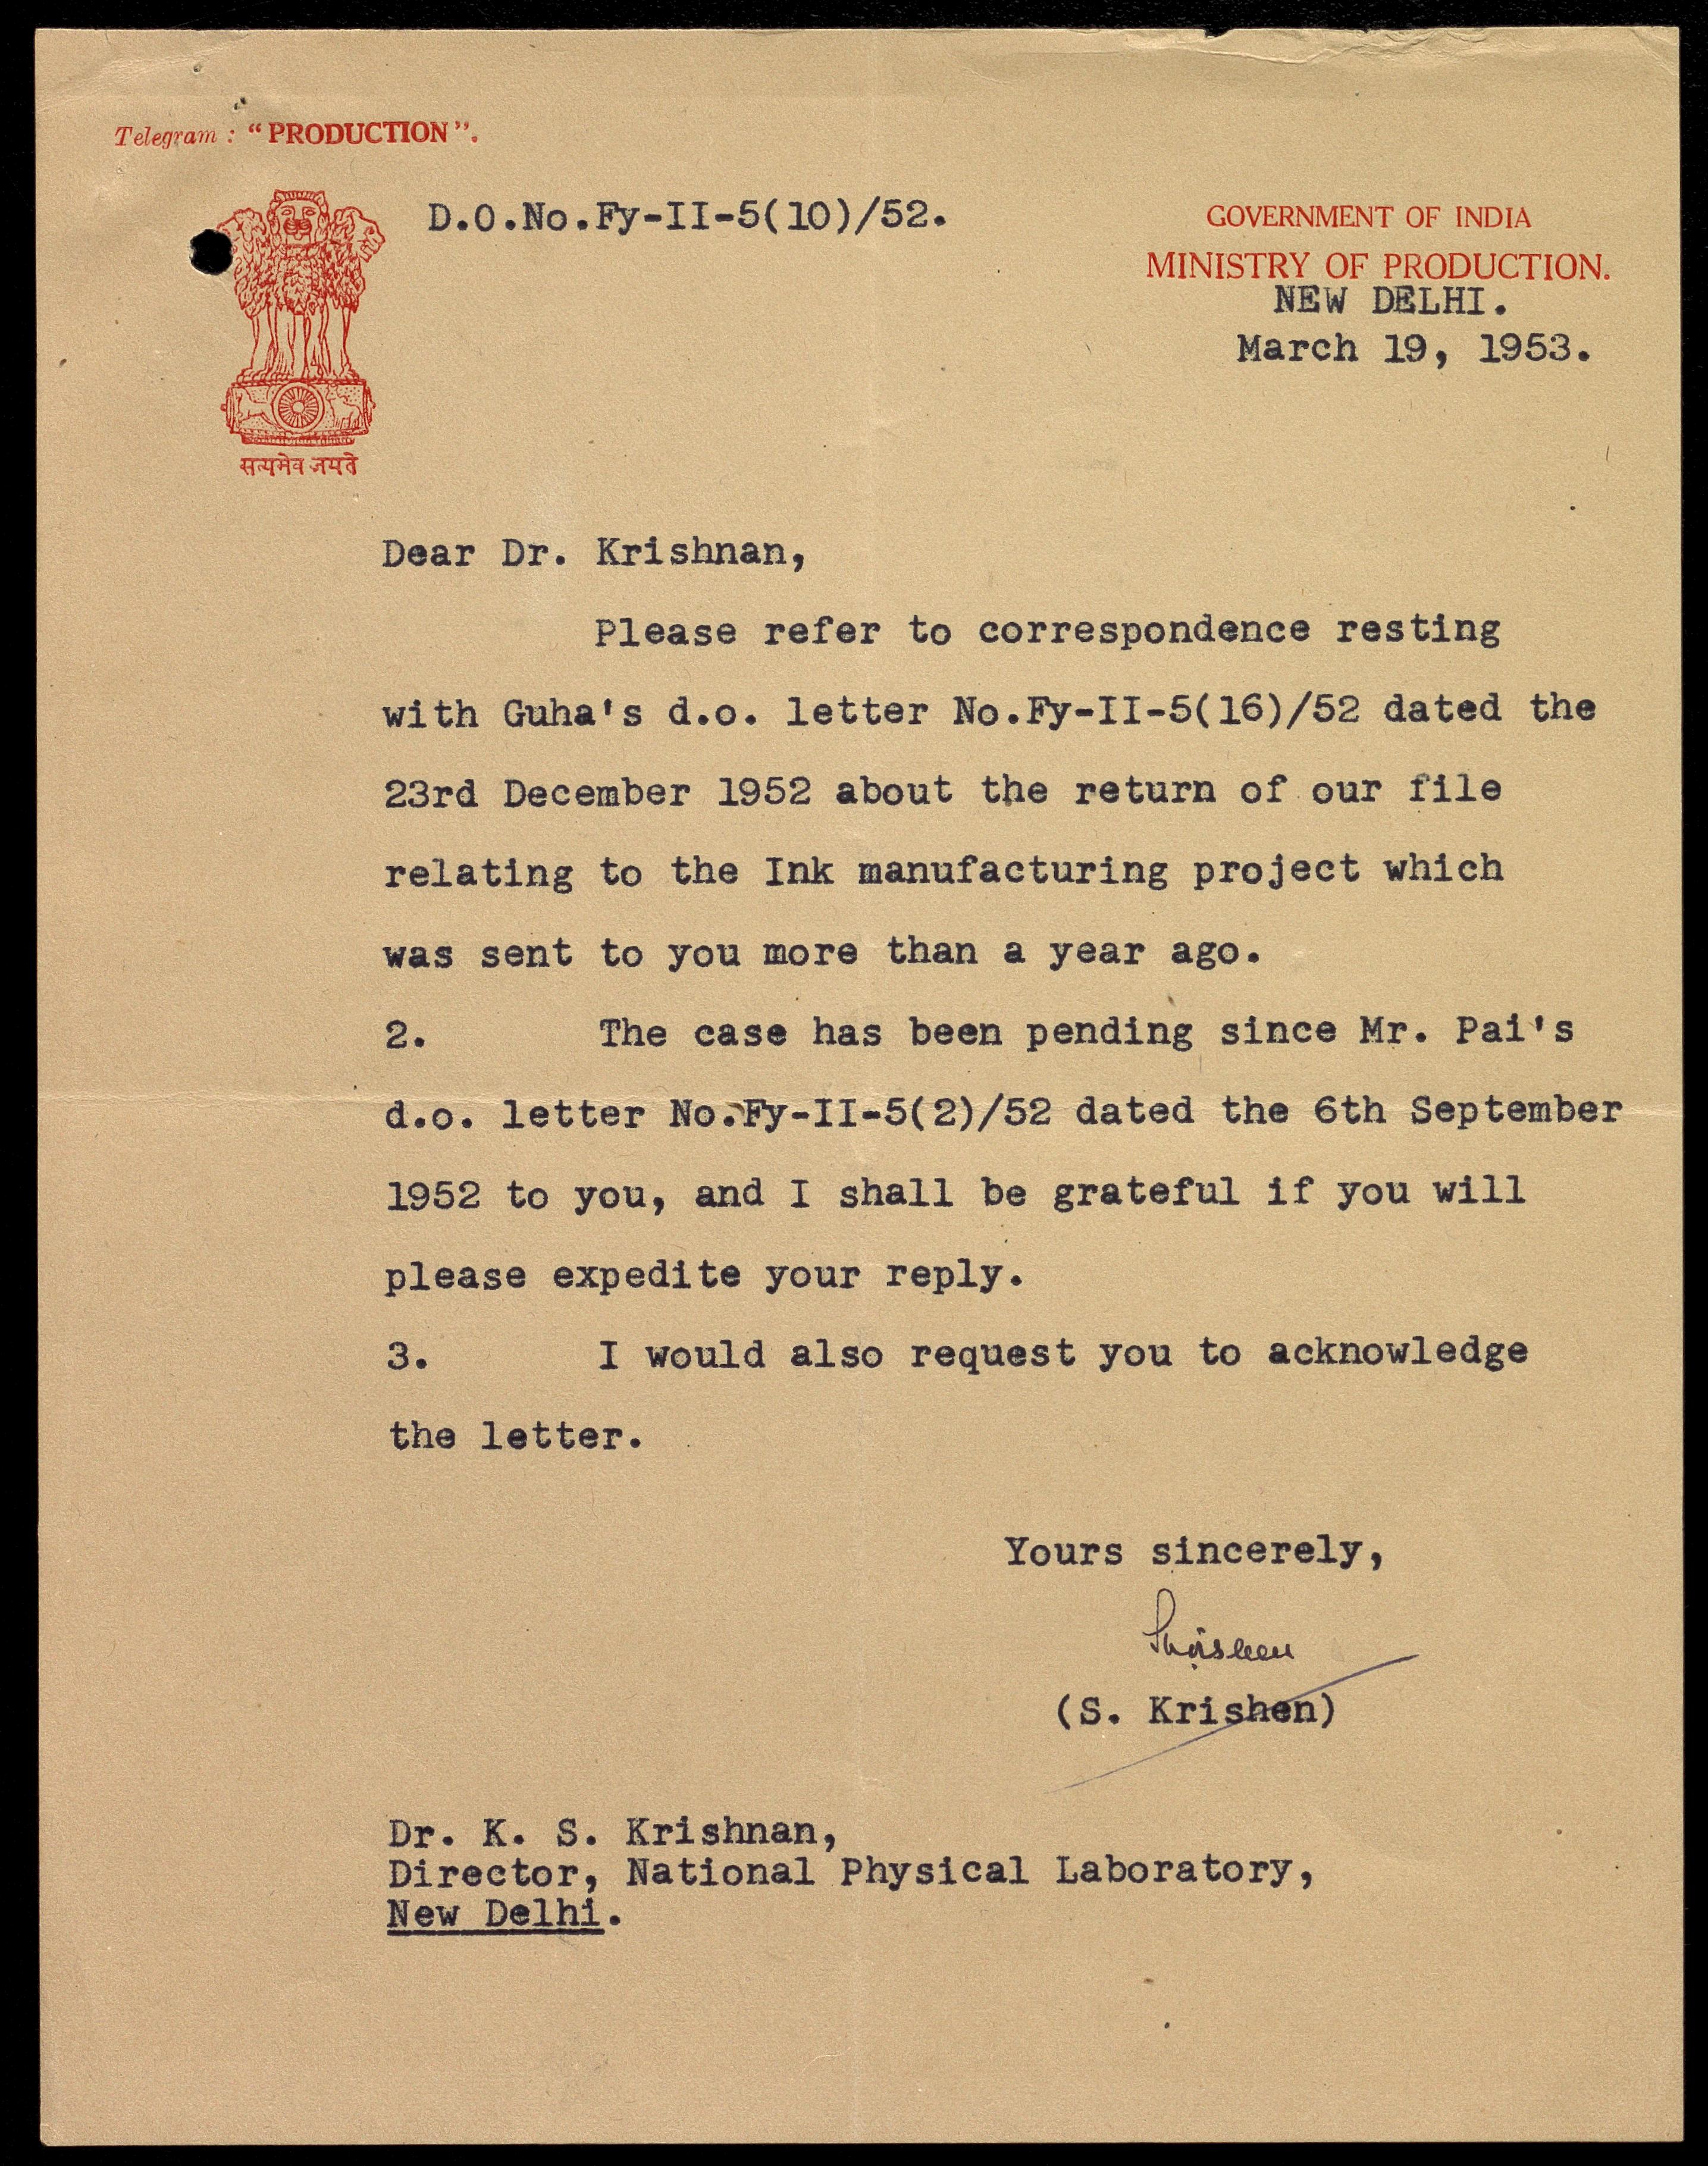 Telegram : “PRODUCTION”.
D.O.No.Fy-II-5(10)/52.
GOVERNMENT OF INDIA
MINISTRY OF PRODUCTION.
NEW DELHI.
March 19, 1953.
सत्यमेव जयते
Dear Dr. Krishnan,
Please refer to correspondence resting
with Guha's d.o. letter No.Fy-II-5(16)/52 dated the
23rd December 1952 about the return of our file
relating to the Ink manufacturing project which
was sent to you more than a year ago.
2. The case has been pending since Mr. Pai's
d.o. letter No.Fy-II-5(2)/52 dated the 6th September
1952 to you, and I shall be grateful if you will
please expedite your reply.
3. I would also request you to acknowledge
the letter.
Yours sincerely,
(S. Krishen)
Dr. K. S. Krishnan,
Director, National Physical Laboratory,
New Delhi.